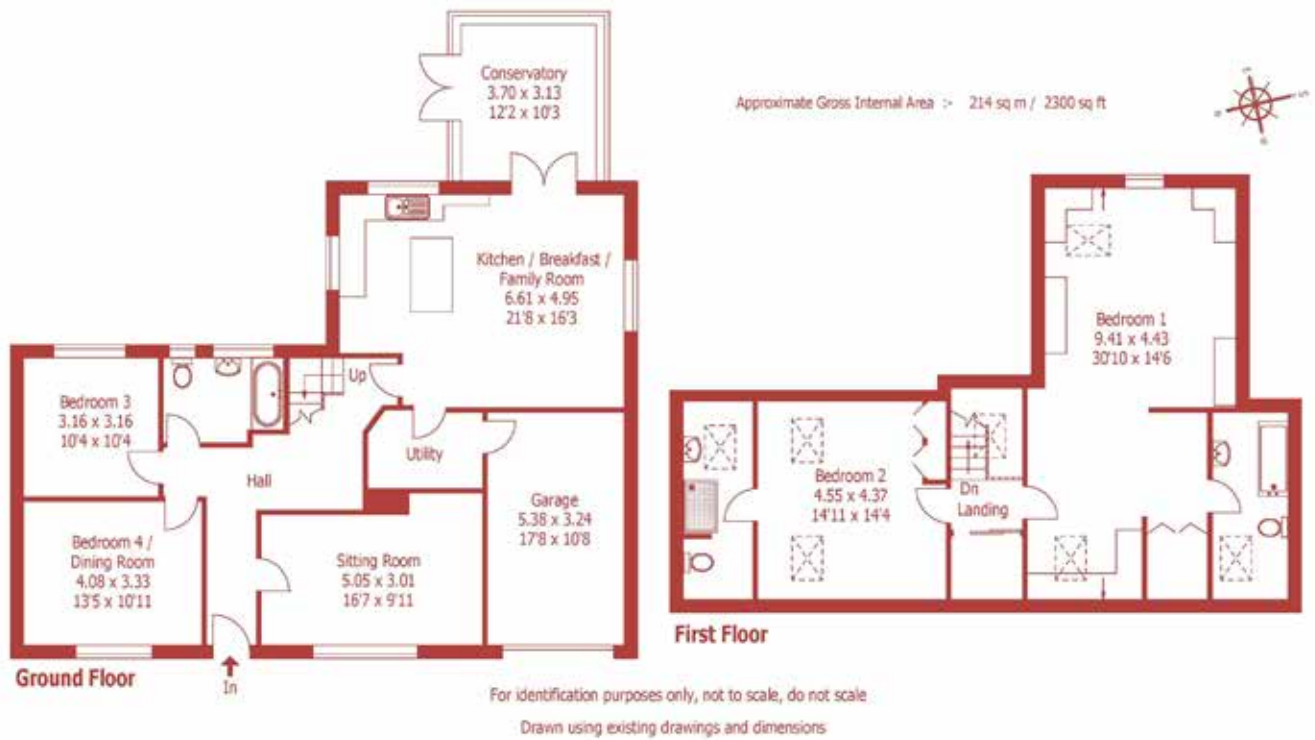 Conservatory
3.70 x 3.13
12'2 x 10'3
Approximate Gross Internal Area :- 214 sq m / 2300 sq ft
Kitchen / Breakfast /
Family Room
6.61 x 4.95
21'8 x 16'3
Up
Bedroom 3
3.16 x 3.16
10'4 x 10'4
Utility
Hall
Garage
5.38 x 3.24
17'8 x 10'8
Bedroom 4 /
Dining Room
4.08 x 3.33
13'5 x 10'11
Sitting Room
5.05 x 3.01
16'7 x 9'11
In
Ground Floor
Bedroom 1
9.41 x 4.43
30'10 x 14'6
Bedroom 2
4.55 x 4.37
14'11 x 14'4
Dn
Landing
First Floor
For identification purposes only, not to scale, do not scale
Drawn using existing drawings and dimensions